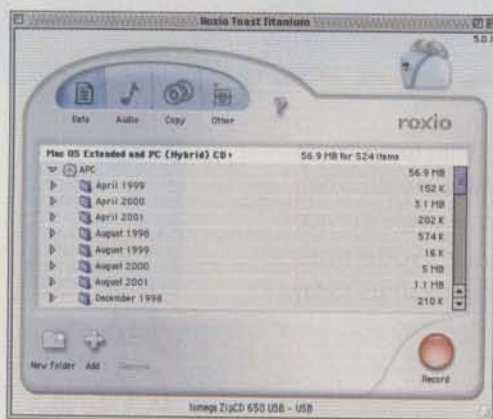 Roxio Toast Titanium
5.0.1
Data Audio Copy Other
roxio
Mac OS Extended and PC (Hybrid) CD 56.9 MB for 524 items
APC 56.9 MB
April 1999 152 K
April 2000 3.1 MB
April 2001 202 K
August 1998 574 K
August 1999 16 K
August 2000 5 MB
August 2001 1.1 MB
December 1998 210 K
New Folder Add Remove
Record
Iomega ZipCD 650 USB - USB